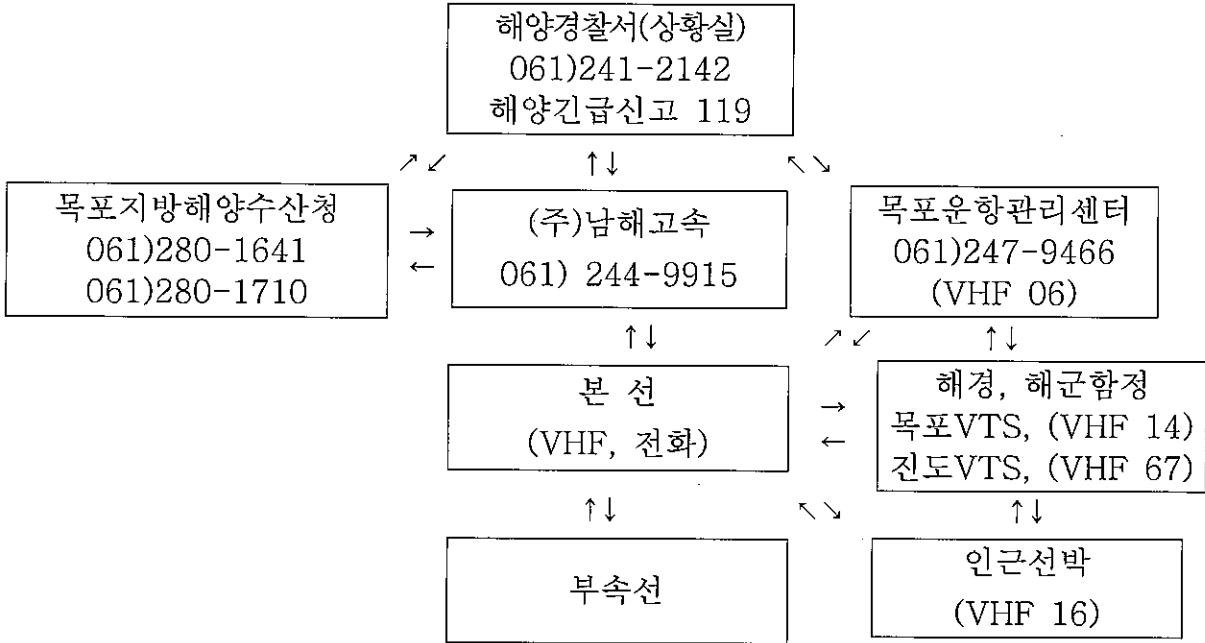 해양경찰서(상황실)
061)241-2142
해양긴급신고 119
↗↙ ↑↓ ↖↘
목포지방해양수산청
061)280-1641
061)280-1710
→
←
(주)남해고속
061) 244-9915
목포운항관리센터
061)247-9466
(VHF 06)
↑↓ ↗↙ ↑↓
본 선
(VHF, 전화)
→
←
해경, 해군함정
목포VTS, (VHF 14)
진도VTS, (VHF 67)
↑↓ ↖↘ ↑↓
부속선
인근선박
(VHF 16)